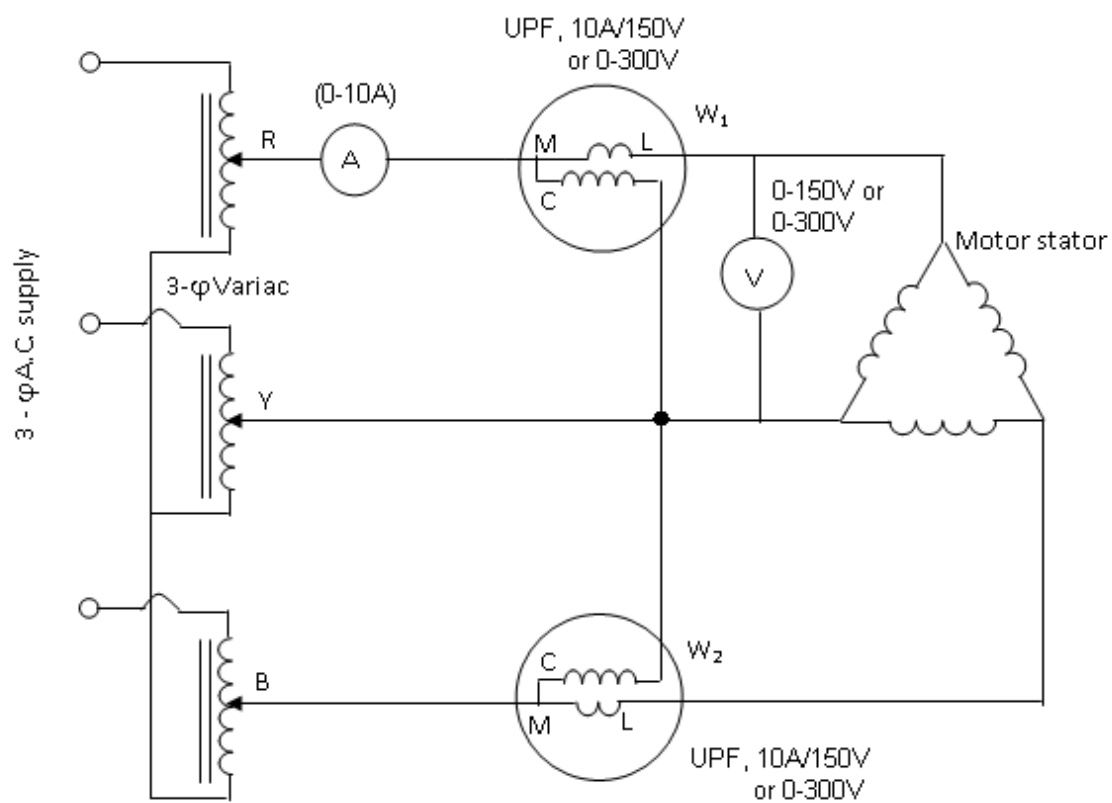 UPF, 10A/150V
or 0-300V
(0-10A)
W₁
R
A
M
L
C
0-150V or
0-300V
V
Motor stator
3-φVariac
3 - φA.C. supply
Y
W₂
C
B
M
L
UPF, 10A/150V
or 0-300V